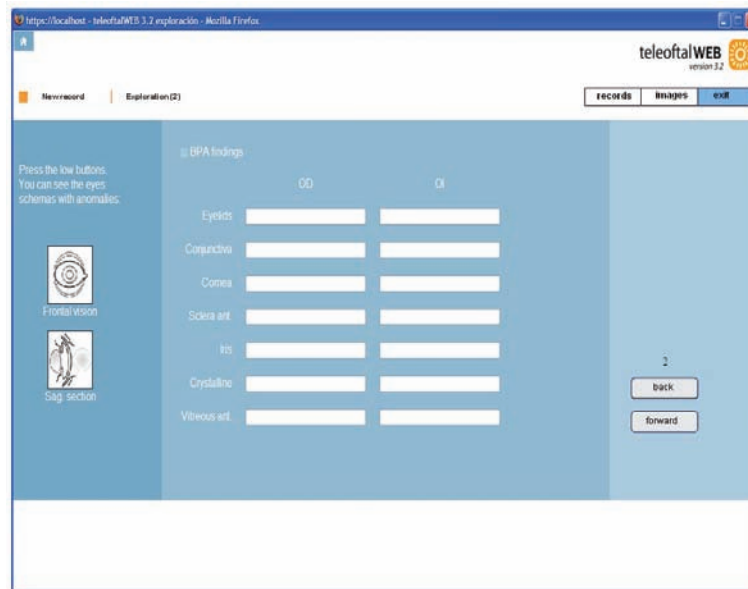 https://localhost - teleoftalWEB 3.2 exploración - Mozilla Firefox
teleoftalWEB
version 3.2
New record Exploration (2) records images exit
BPA findings
Press the low buttons.
You can see the eyes
schemas with anomalies:
OD OI
Eyelids
Conjunctiva
Cornea
Sclera ant.
Iris
Crystalline
Vitreous ant.
Frontal vision
Sag. section
2
back
forward